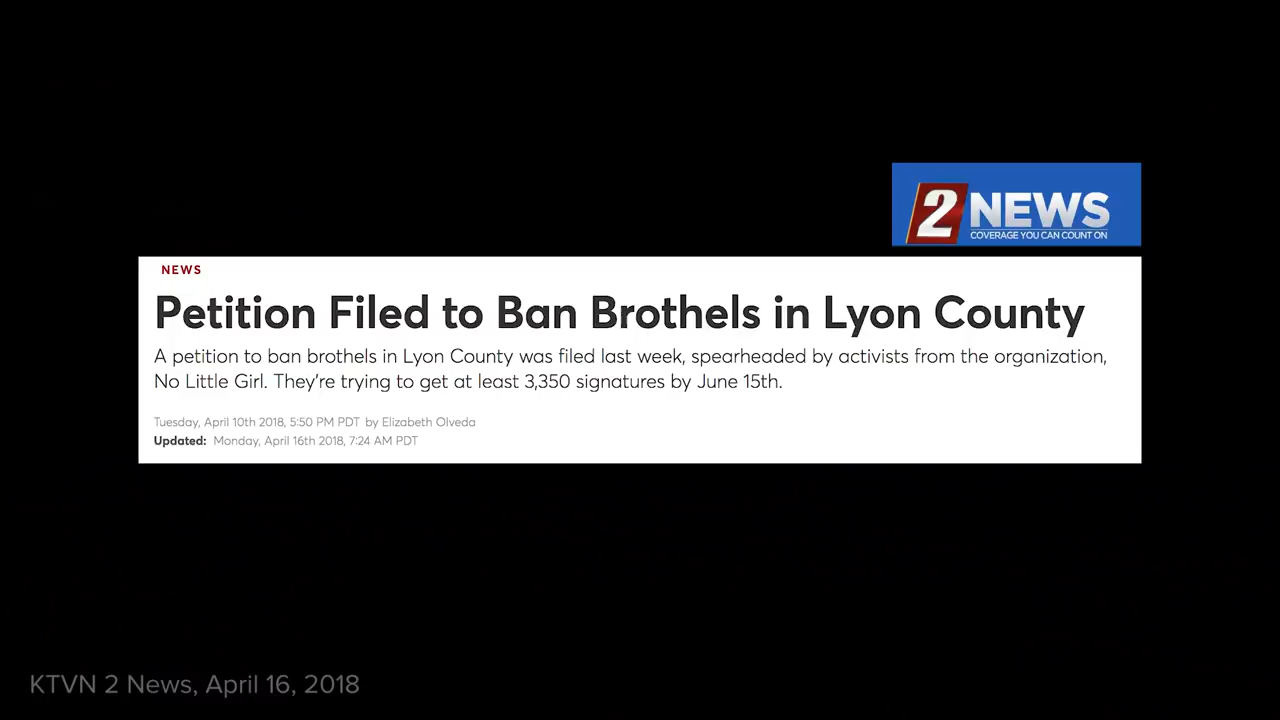 2 NEWS
COVERAGE YOU CAN COUNT ON
NEWS
Petition Filed to Ban Brothels in Lyon County
A petition to ban brothels in Lyon County was filed last week, spearheaded by activists from the organization,
No Little Girl. They're trying to get at least 3,350 signatures by June 15th.
Tuesday, April 10th 2018, 5:50 PM PDT by Elizabeth Olveda
Updated: Monday, April 16th 2018, 7:24 AM PDT
KTVN 2 News, April 16, 2018